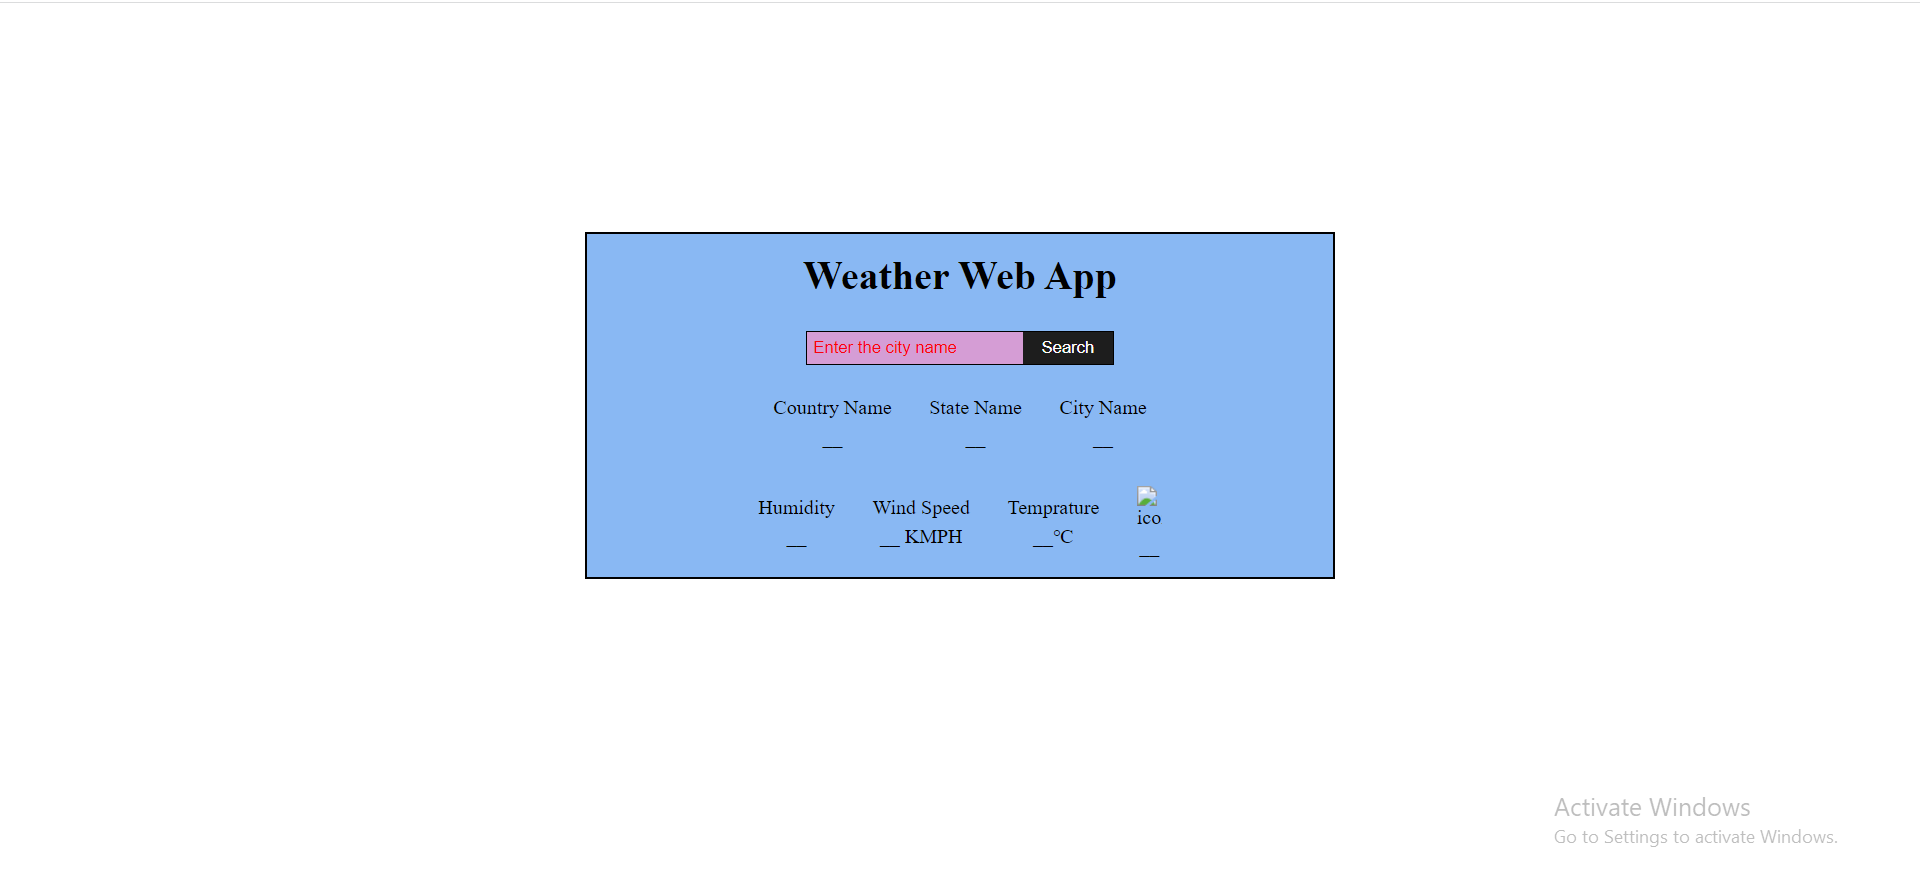 Weather Web App
Enter the city name Search
Country Name State Name City Name
__ __ __
Humidity Wind Speed Temprature ico
__ __ KMPH __°C __
Activate Windows
Go to Settings to activate Windows.